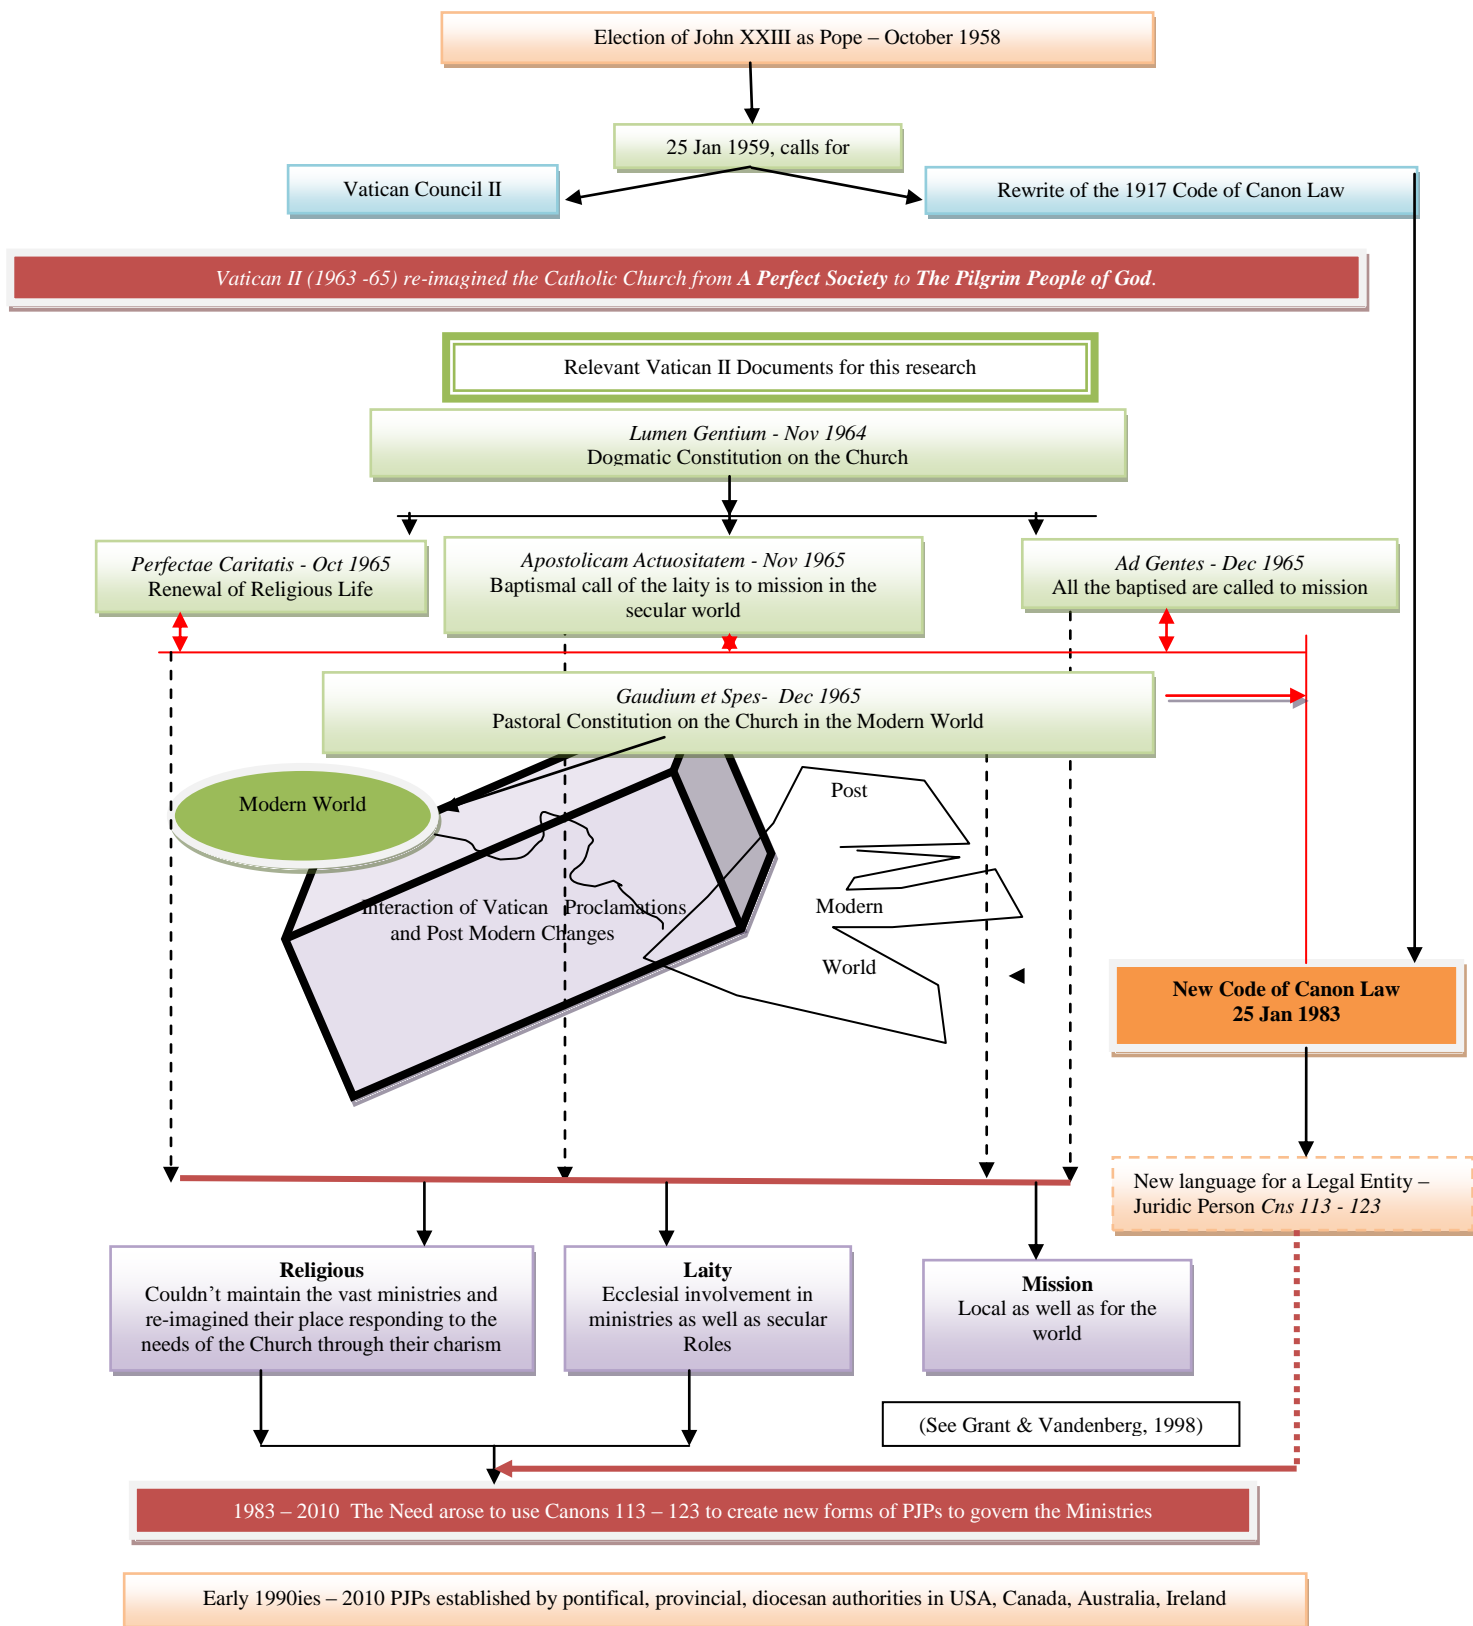 Election of John XXIII as Pope – October 1958
25 Jan 1959, calls for
Vatican Council II
Rewrite of the 1917 Code of Canon Law
Vatican II (1963 -65) re-imagined the Catholic Church from A Perfect Society to The Pilgrim People of God.
Relevant Vatican II Documents for this research
Lumen Gentium - Nov 1964
Dogmatic Constitution on the Church
Perfectae Caritatis - Oct 1965
Renewal of Religious Life
Apostolicam Actuositatem - Nov 1965
Baptismal call of the laity is to mission in the
secular world
Ad Gentes - Dec 1965
All the baptised are called to mission
Gaudium et Spes- Dec 1965
Pastoral Constitution on the Church in the Modern World
Modern World
Interaction of Vatican Proclamations
and Post Modern Changes
Post
Modern
World
New Code of Canon Law
25 Jan 1983
New language for a Legal Entity –
Juridic Person Cns 113 - 123
Religious
Couldn’t maintain the vast ministries and
re-imagined their place responding to the
needs of the Church through their charism
Laity
Ecclesial involvement in
ministries as well as secular
Roles
Mission
Local as well as for the
world
(See Grant & Vandenberg, 1998)
1983 – 2010 The Need arose to use Canons 113 – 123 to create new forms of PJPs to govern the Ministries
Early 1990ies – 2010 PJPs established by pontifical, provincial, diocesan authorities in USA, Canada, Australia, Ireland